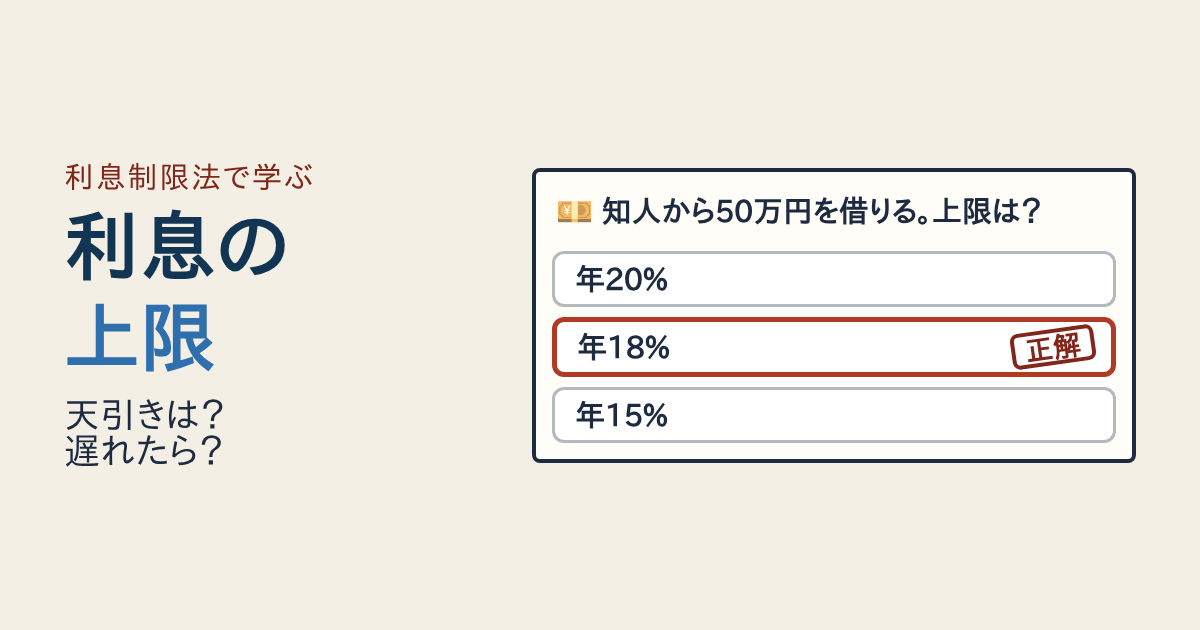 利息制限法で学ぶ
利息の
上限
天引きは？
遅れたら？
💴 知人から50万円を借りる。上限は？
年20%
年18%
正解
年15%